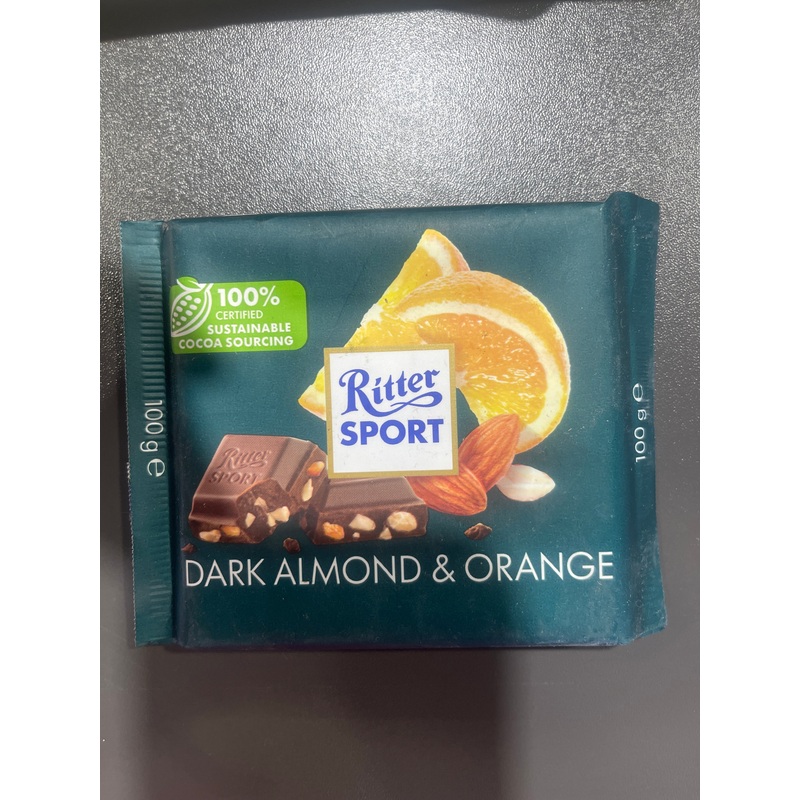 100%
CERTIFIED
SUSTAINABLE
COCOA SOURCING
Ritter
SPORT
Ritter
SPORT
DARK ALMOND & ORANGE
100 g e
100 g e